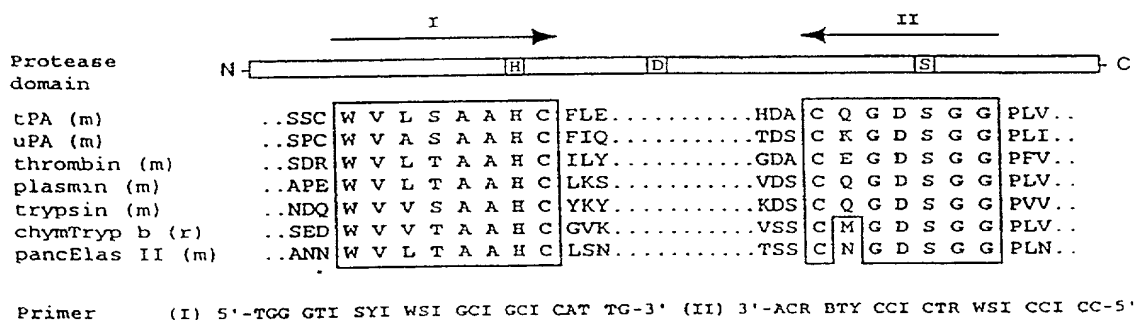 I II
Protease domain N- H D S - C
tPA (m) ..SSC W V L S A A H C FLE..........HDA C Q G D S G G PLV..
uPA (m) ..SPC W V A S A A H C FIQ..........TDS C K G D S G G PLI..
thrombin (m) ..SDR W V L T A A H C ILY..........GDA C E G D S G G PFV..
plasmin (m) ..APE W V L T A A H C LKS..........VDS C Q G D S G G PLV..
trypsin (m) ..NDQ W V V S A A H C YKY..........KDS C Q G D S G G PVV..
chymTryp b (r) ..SED W V V T A A H C GVK..........VSS C M G D S G G PLV..
pancElas II (m) ..ANN W V L T A A H C LSN..........TSS C N G D S G G PLN..
Primer (I) 5'-TGG GTI SYI WSI GCI GCI CAT TG-3' (II) 3'-ACR BTY CCI CTR WSI CCI CC-5'